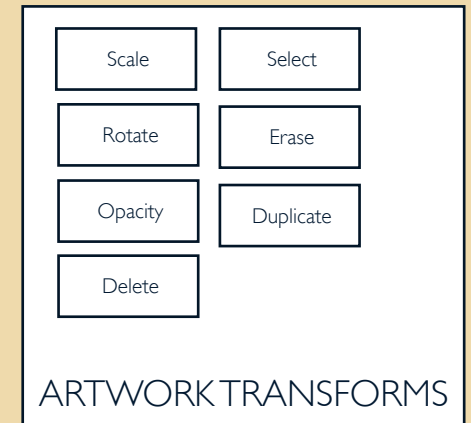 Scale
Select
Rotate
Erase
Opacity
Duplicate
Delete
ARTWORK TRANSFORMS